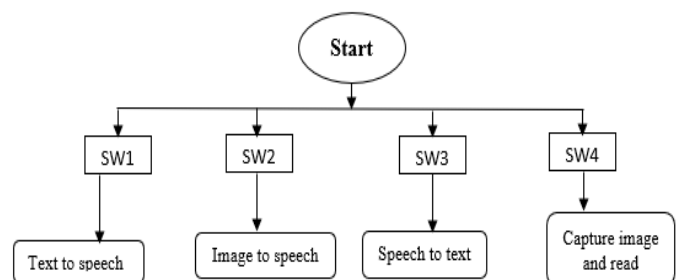 Start
SW1
SW2
SW3
SW4
Text to speech
Image to speech
Speech to text
Capture image
and read